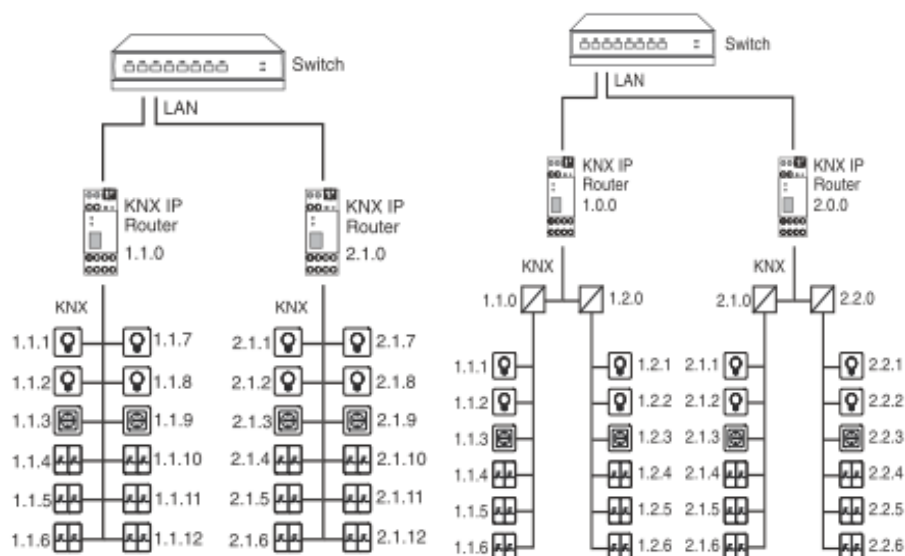 Switch
LAN
KNX IP
Router
1.1.0
KNX IP
Router
2.1.0
KNX
KNX
1.1.1 1.1.7
1.1.2 1.1.8
1.1.3 1.1.9
1.1.4 1.1.10
1.1.5 1.1.11
1.1.6 1.1.12
2.1.1 2.1.7
2.1.2 2.1.8
2.1.3 2.1.9
2.1.4 2.1.10
2.1.5 2.1.11
2.1.6 2.1.12
Switch
LAN
KNX IP
Router
1.0.0
KNX IP
Router
2.0.0
KNX
KNX
1.1.0 1.2.0
2.1.0 2.2.0
1.1.1 1.2.1
1.1.2 1.2.2
1.1.3 1.2.3
1.1.4 1.2.4
1.1.5 1.2.5
1.1.6 1.2.6
2.1.1 2.2.1
2.1.2 2.2.2
2.1.3 2.2.3
2.1.4 2.2.4
2.1.5 2.2.5
2.1.6 2.2.6